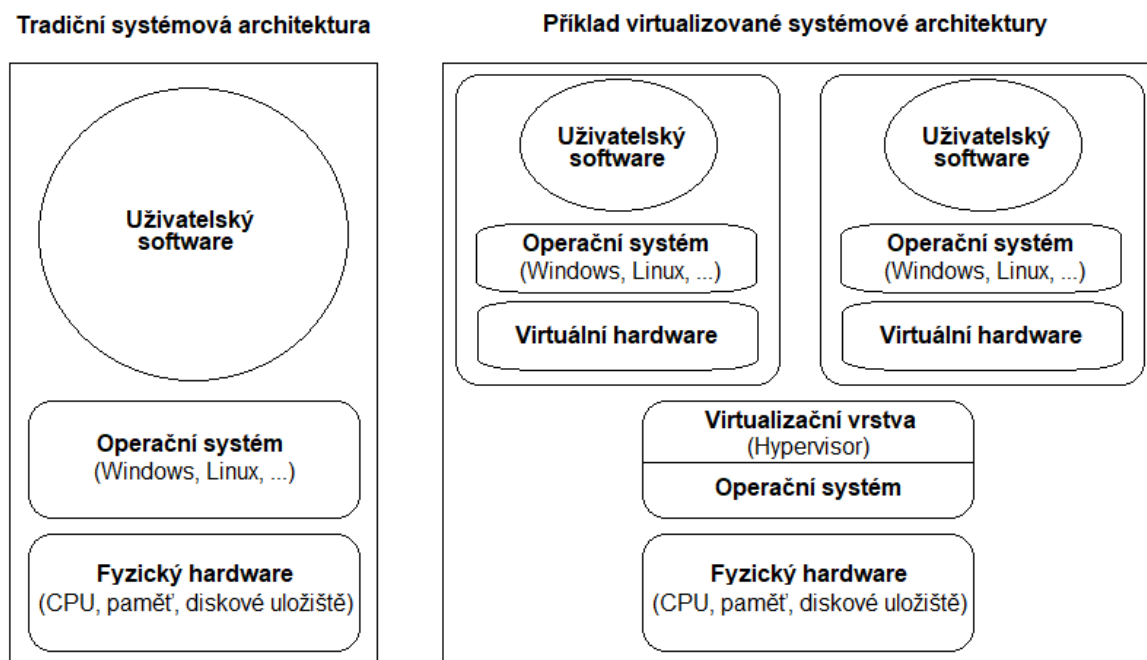 Tradiční systémová architektura
Uživatelský
software
Operační systém
(Windows, Linux, ...)
Fyzický hardware
(CPU, paměť, diskové uložiště)
Příklad virtualizované systémové architektury
Uživatelský
software
Operační systém
(Windows, Linux, ...)
Virtuální hardware
Uživatelský
software
Operační systém
(Windows, Linux, ...)
Virtuální hardware
Virtualizační vrstva
(Hypervisor)
Operační systém
Fyzický hardware
(CPU, paměť, diskové uložiště)